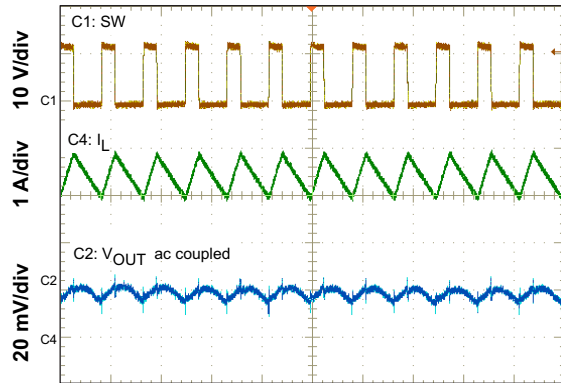 C1: SW
10 V/div
C1
C4: IL
1 A/div
C2: VOUT ac coupled
C2
20 mV/div
C4